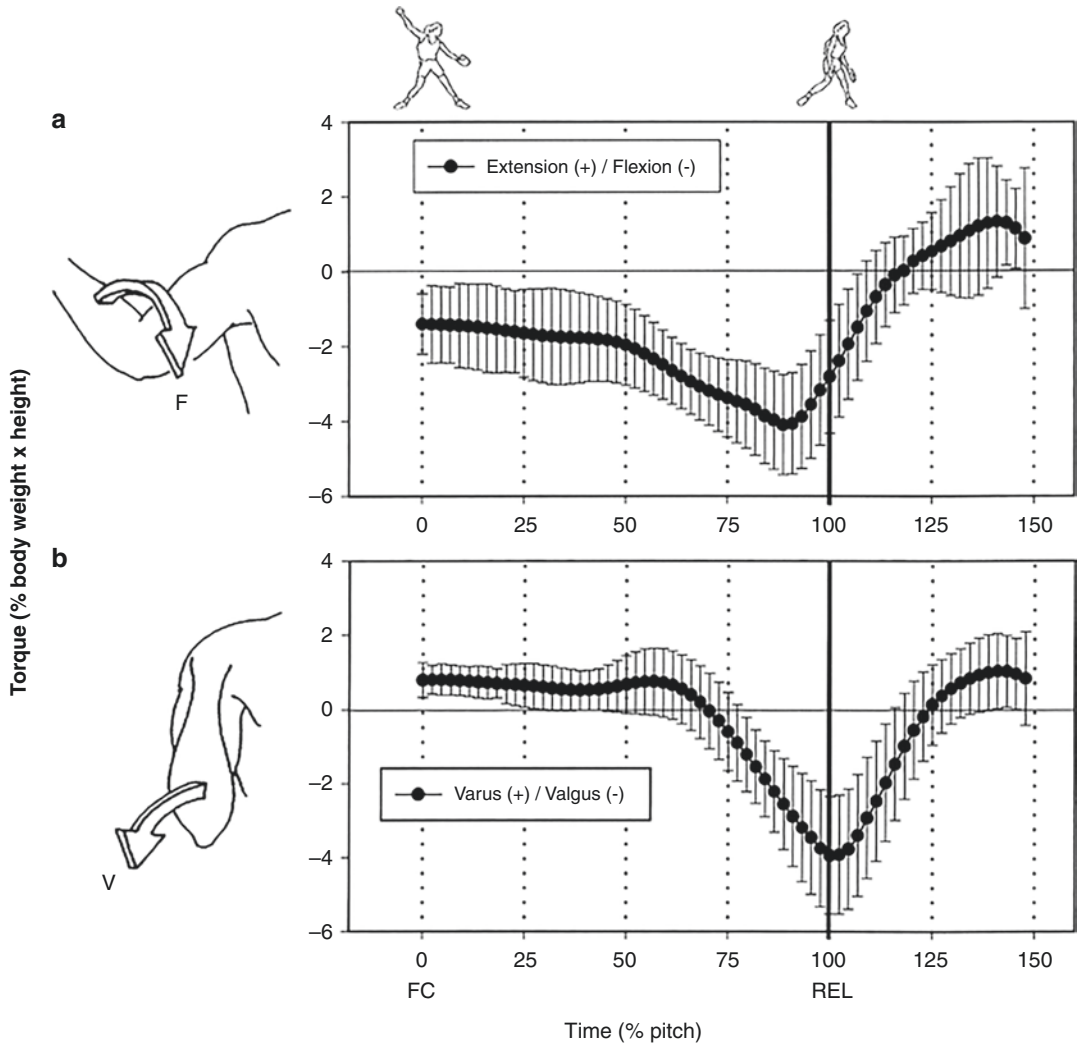 a
Torque (% body weight x height)
4
2
0
–2
–4
–6
Extension (+) / Flexion (-)
F
0 25 50 75 100 125 150
b
4
2
0
–2
–4
–6
Varus (+) / Valgus (-)
V
0 25 50 75 100 125 150
FC REL
Time (% pitch)